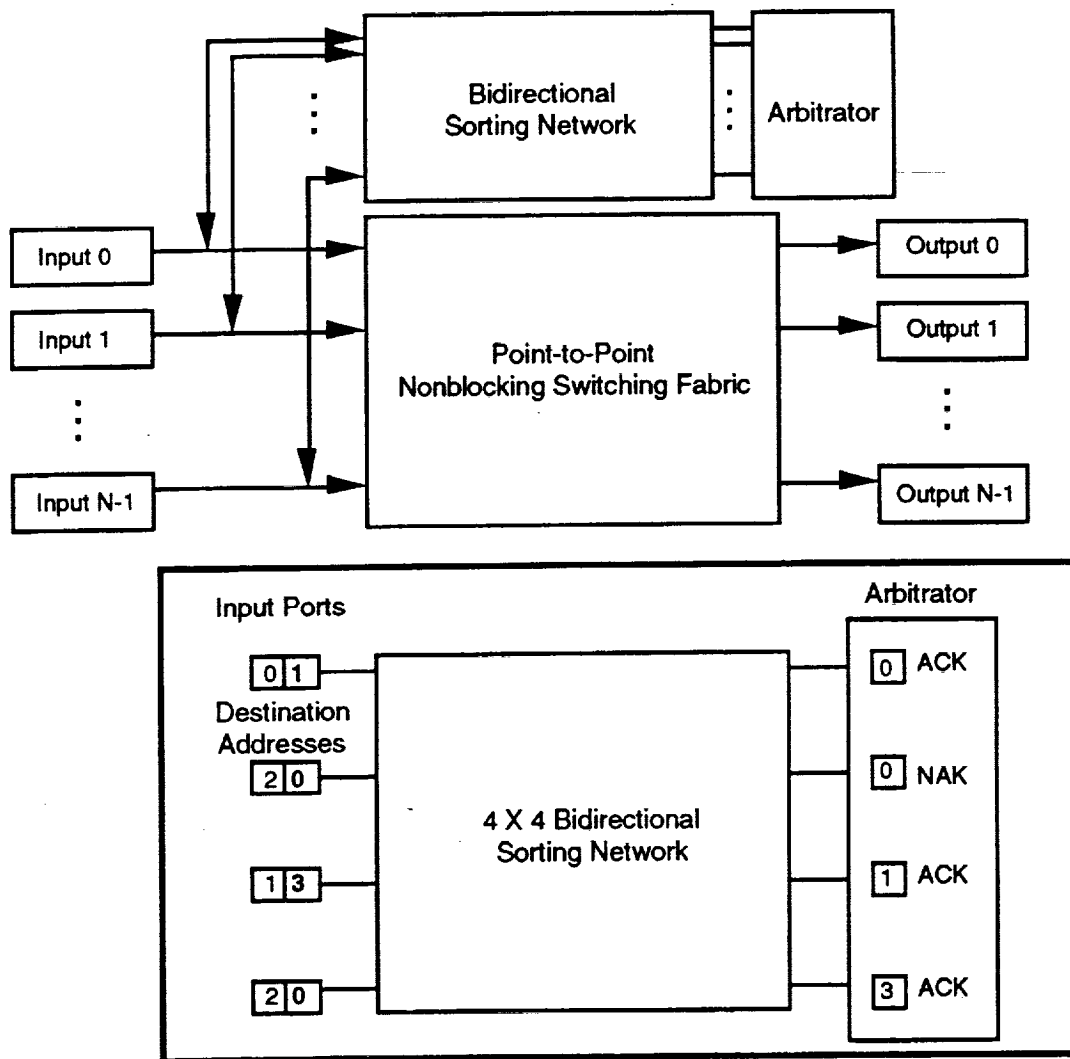 Bidirectional
Sorting Network
Arbitrator
Input 0
Output 0
Input 1
Output 1
Point-to-Point
Nonblocking Switching Fabric
Input N-1
Output N-1
Input Ports
Arbitrator
0 1
0 ACK
Destination
Addresses
2 0
0 NAK
4 X 4 Bidirectional
Sorting Network
1 3
1 ACK
2 0
3 ACK